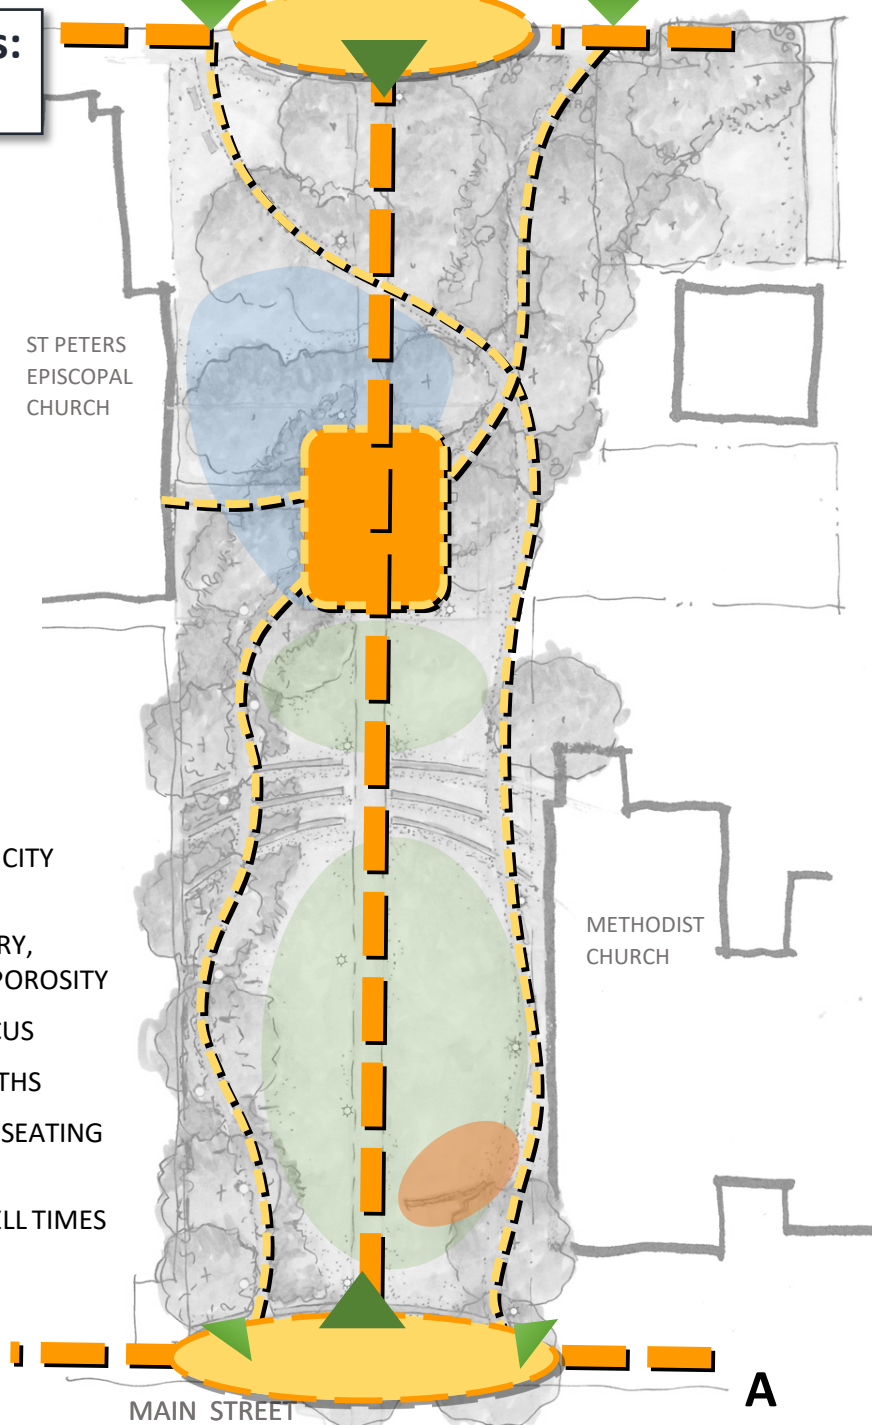 s:
ST PETERS
EPISCOPAL
CHURCH
CITY
RY,
POROSITY
CUS
THS
SEATING
ELL TIMES
METHODIST
CHURCH
A
MAIN STREET